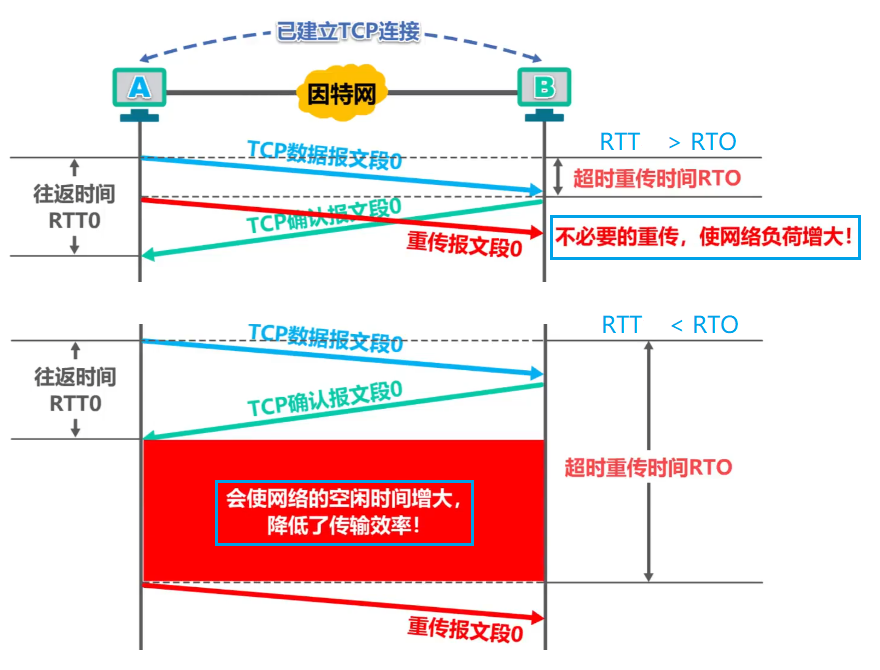 已建立TCP连接
A
因特网
B
RTT > RTO
TCP数据报文段0
往返时间
RTT0
超时重传时间RTO
TCP确认报文段0
重传报文段0
不必要的重传，使网络负荷增大！
RTT < RTO
TCP数据报文段0
往返时间
RTT0
TCP确认报文段0
超时重传时间RTO
会使网络的空闲时间增大，
降低了传输效率！
重传报文段0